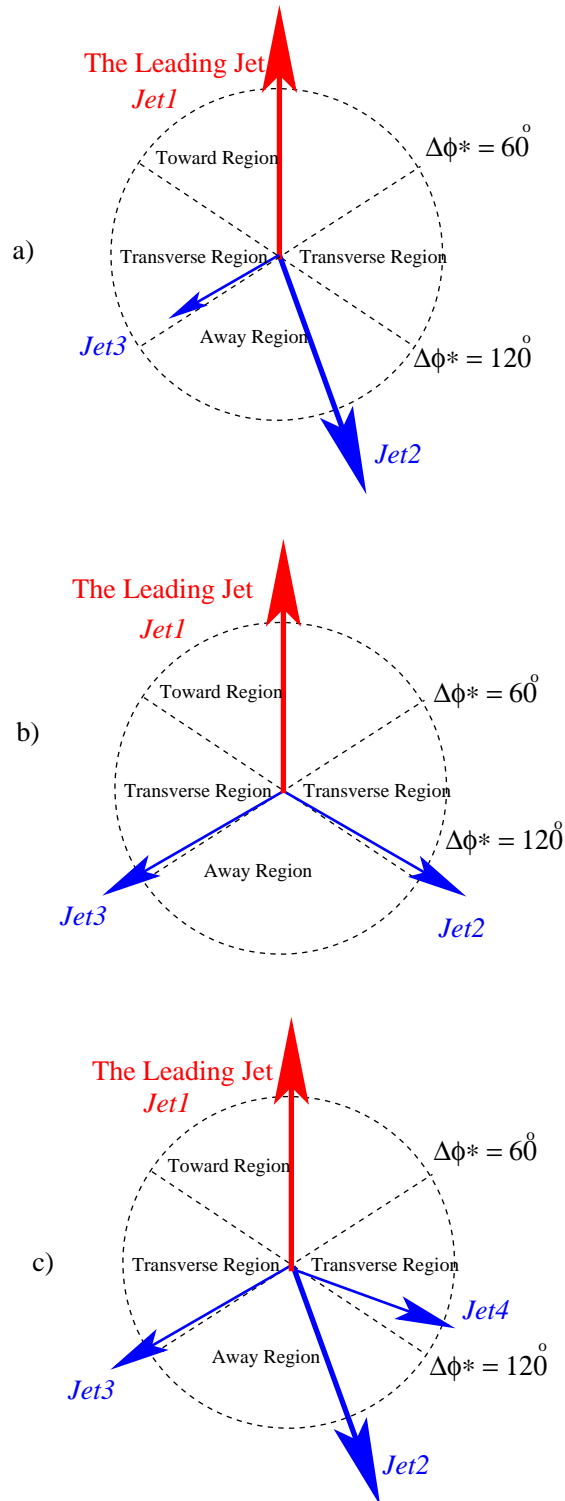 The Leading Jet
Jet1
Toward Region
Δϕ* = 60°
a)
Transverse Region
Transverse Region
Jet3
Away Region
Δϕ* = 120°
Jet2
The Leading Jet
Jet1
Toward Region
Δϕ* = 60°
b)
Transverse Region
Transverse Region
Δϕ* = 120°
Away Region
Jet3
Jet2
The Leading Jet
Jet1
Toward Region
Δϕ* = 60°
c)
Transverse Region
Transverse Region
Jet4
Away Region
Δϕ* = 120°
Jet3
Jet2